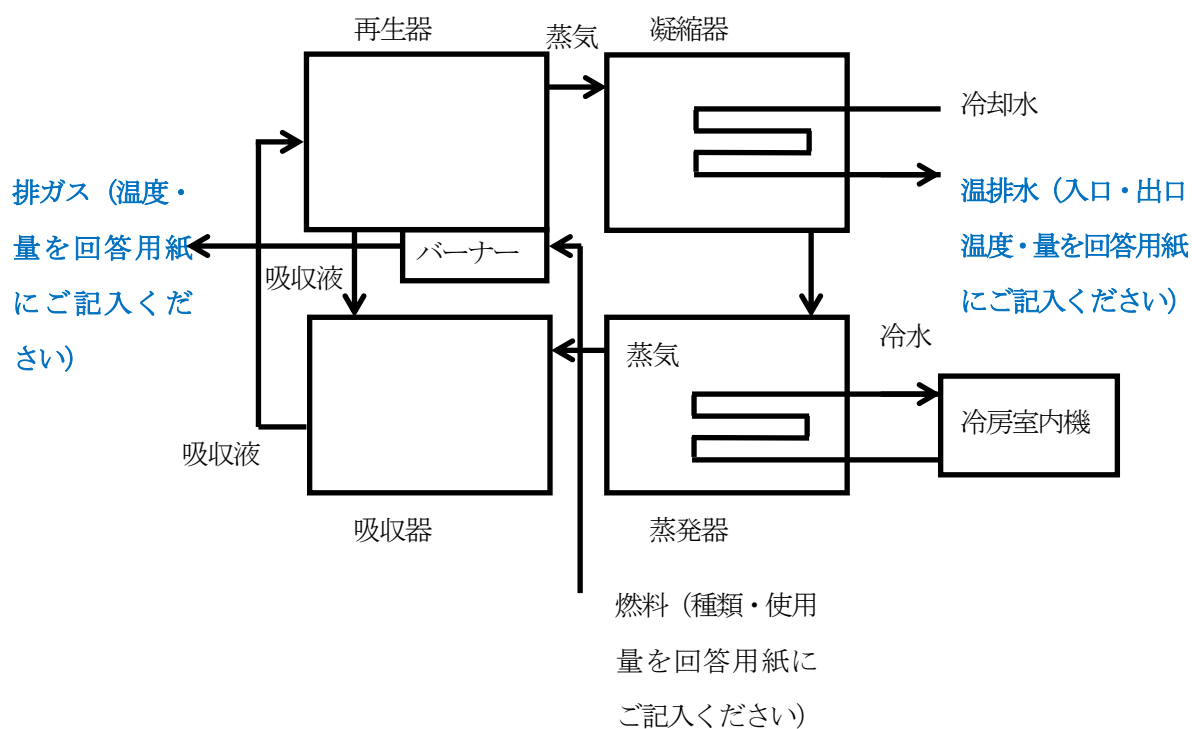 再生器
蒸気
凝縮器
冷却水
排ガス（温度・
量を回答用紙
にご記入くだ
さい）
温排水（入口・出口
温度・量を回答用紙
にご記入ください）
バーナー
吸収液
冷水
蒸気
冷房室内機
吸収液
吸収器
蒸発器
燃料（種類・使用
量を回答用紙に
ご記入ください）